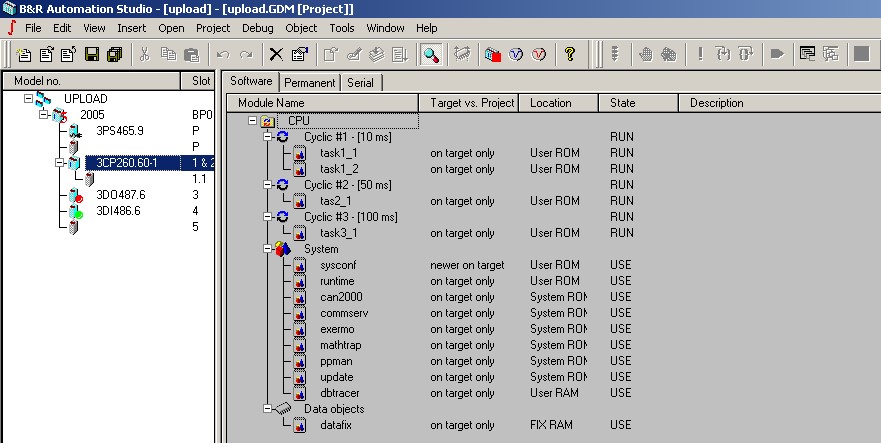 B&R Automation Studio - [upload] - [upload.GDM [Project]]
File Edit View Insert Open Project Debug Object Tools Window Help
Model no. Slot
UPLOAD
2005 BP0
3PS465.9 P
P
3CP260.60-1 1 & 2
1.1
3DO487.6 3
3DI486.6 4
5
Software Permanent Serial
Module Name Target vs. Project Location State Description
CPU
Cyclic #1 - [10 ms] RUN
task1_1 on target only User ROM RUN
task1_2 on target only User ROM RUN
Cyclic #2 - [50 ms] RUN
tas2_1 on target only User ROM RUN
Cyclic #3 - [100 ms] RUN
task3_1 on target only User ROM RUN
System
sysconf newer on target User ROM USE
runtime on target only User ROM USE
can2000 on target only System ROM USE
commserv on target only System ROM USE
exermo on target only System ROM USE
mathtrap on target only System ROM USE
ppman on target only System ROM USE
update on target only System ROM USE
dbtracer on target only User RAM USE
Data objects
datafix on target only FIX RAM USE